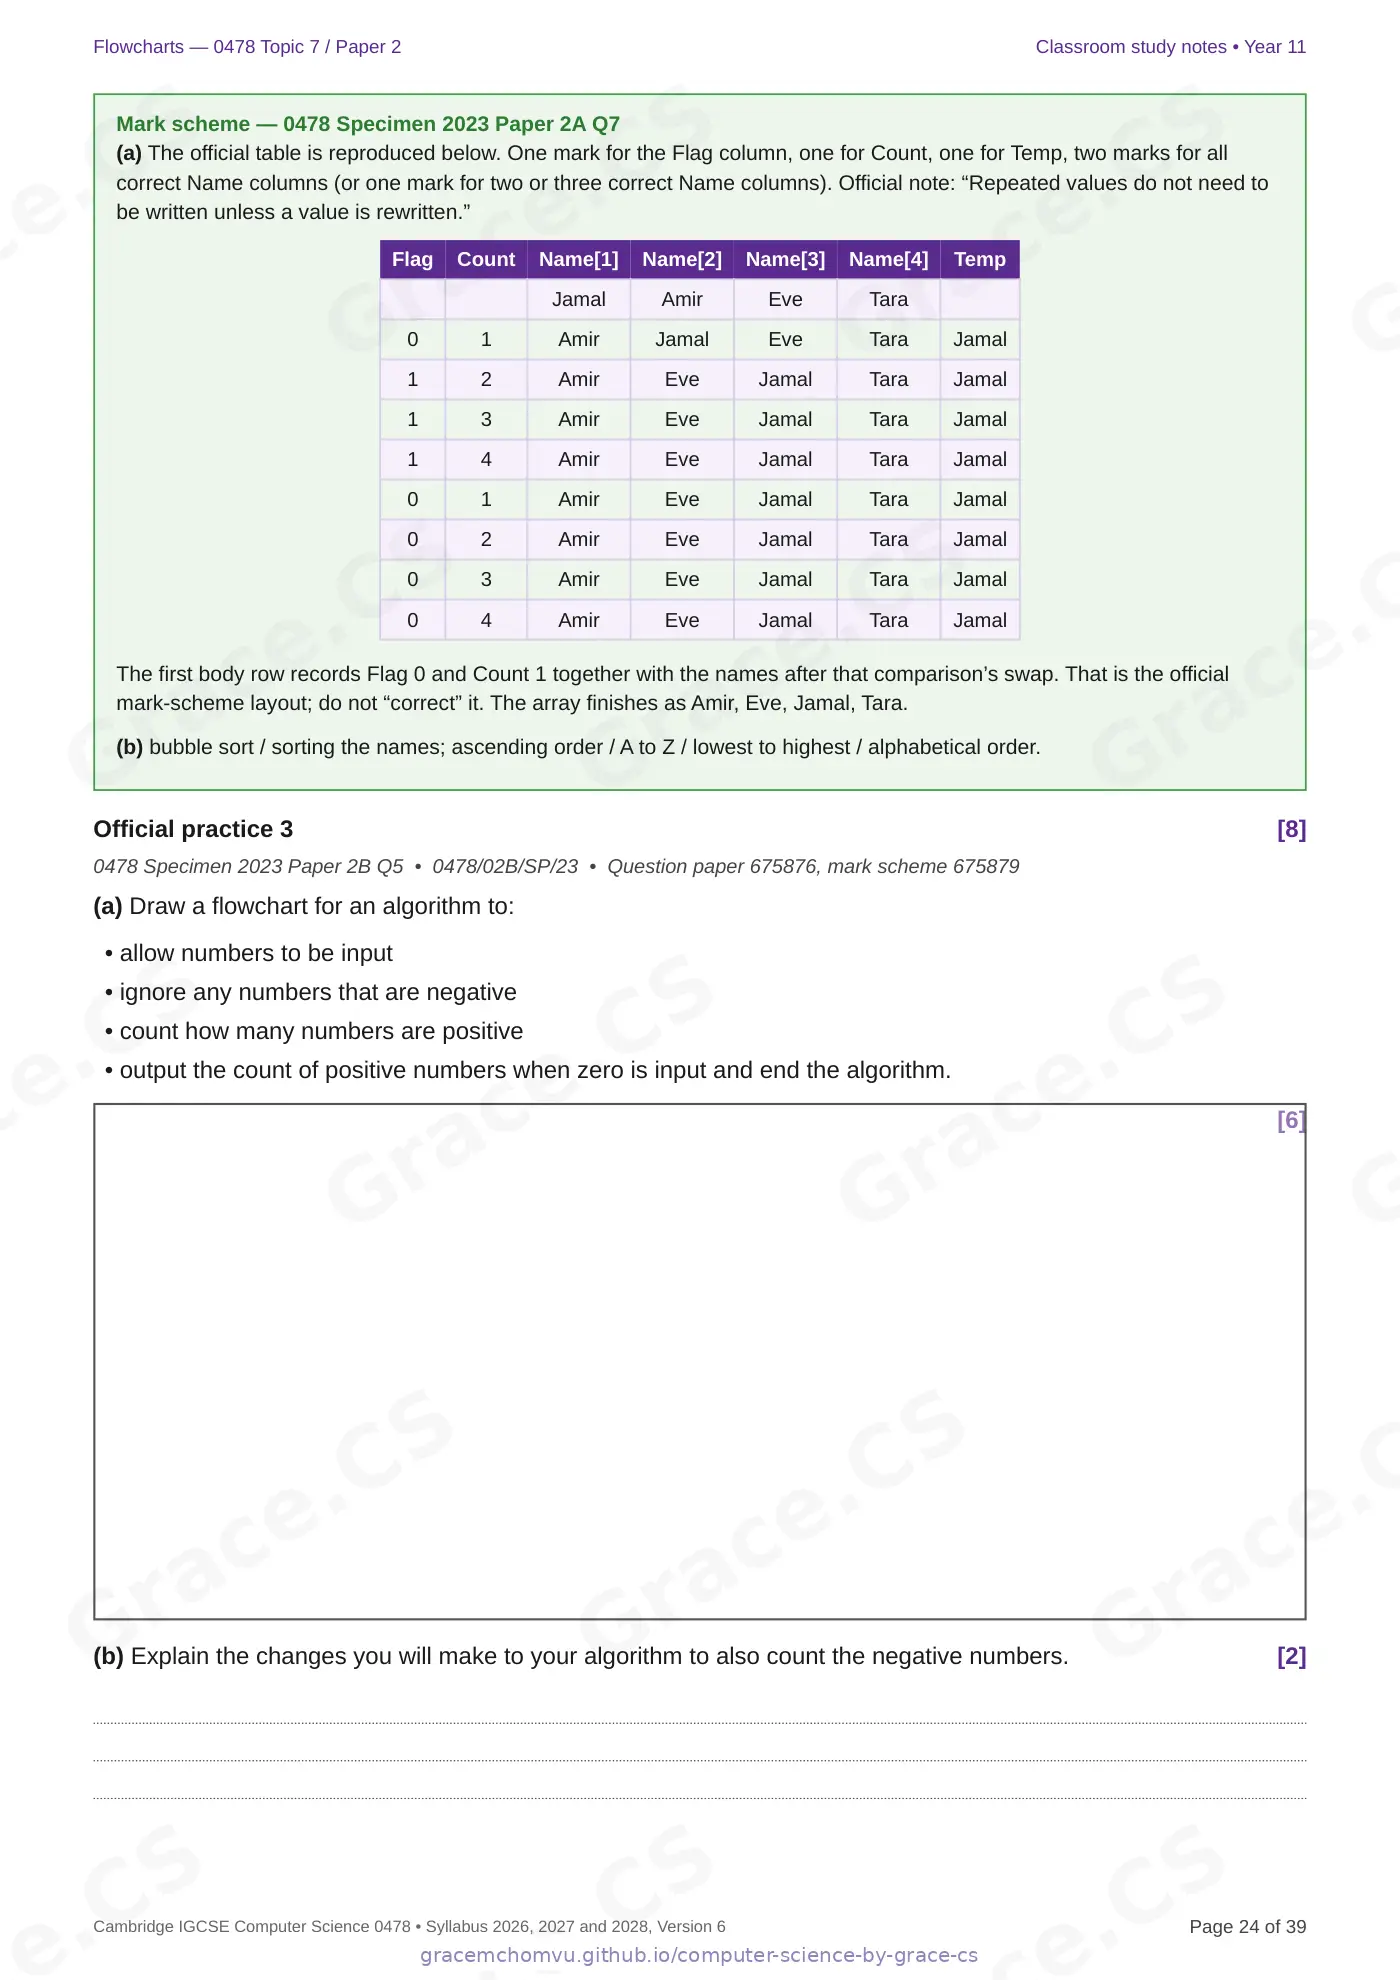 Flowcharts — 0478 Topic 7 / Paper 2
Classroom study notes • Year 11
Mark scheme — 0478 Specimen 2023 Paper 2A Q7
(a) The official table is reproduced below. One mark for the Flag column, one for Count, one for Temp, two marks for all
correct Name columns (or one mark for two or three correct Name columns). Official note: “Repeated values do not need to
be written unless a value is rewritten.”
Flag Count Name[1] Name[2] Name[3] Name[4] Temp
Jamal Amir Eve Tara
0 1 Amir Jamal Eve Tara Jamal
1 2 Amir Eve Jamal Tara Jamal
1 3 Amir Eve Jamal Tara Jamal
1 4 Amir Eve Jamal Tara Jamal
0 1 Amir Eve Jamal Tara Jamal
0 2 Amir Eve Jamal Tara Jamal
0 3 Amir Eve Jamal Tara Jamal
0 4 Amir Eve Jamal Tara Jamal
The first body row records Flag 0 and Count 1 together with the names after that comparison’s swap. That is the official
mark-scheme layout; do not “correct” it. The array finishes as Amir, Eve, Jamal, Tara.
(b) bubble sort / sorting the names; ascending order / A to Z / lowest to highest / alphabetical order.
Official practice 3 [8]
0478 Specimen 2023 Paper 2B Q5 • 0478/02B/SP/23 • Question paper 675876, mark scheme 675879
(a) Draw a flowchart for an algorithm to:
• allow numbers to be input
• ignore any numbers that are negative
• count how many numbers are positive
• output the count of positive numbers when zero is input and end the algorithm.
[6]
(b) Explain the changes you will make to your algorithm to also count the negative numbers. [2]
Cambridge IGCSE Computer Science 0478 • Syllabus 2026, 2027 and 2028, Version 6
Page 24 of 39
gracemchomvu.github.io/computer-science-by-grace-cs
Grace.CS